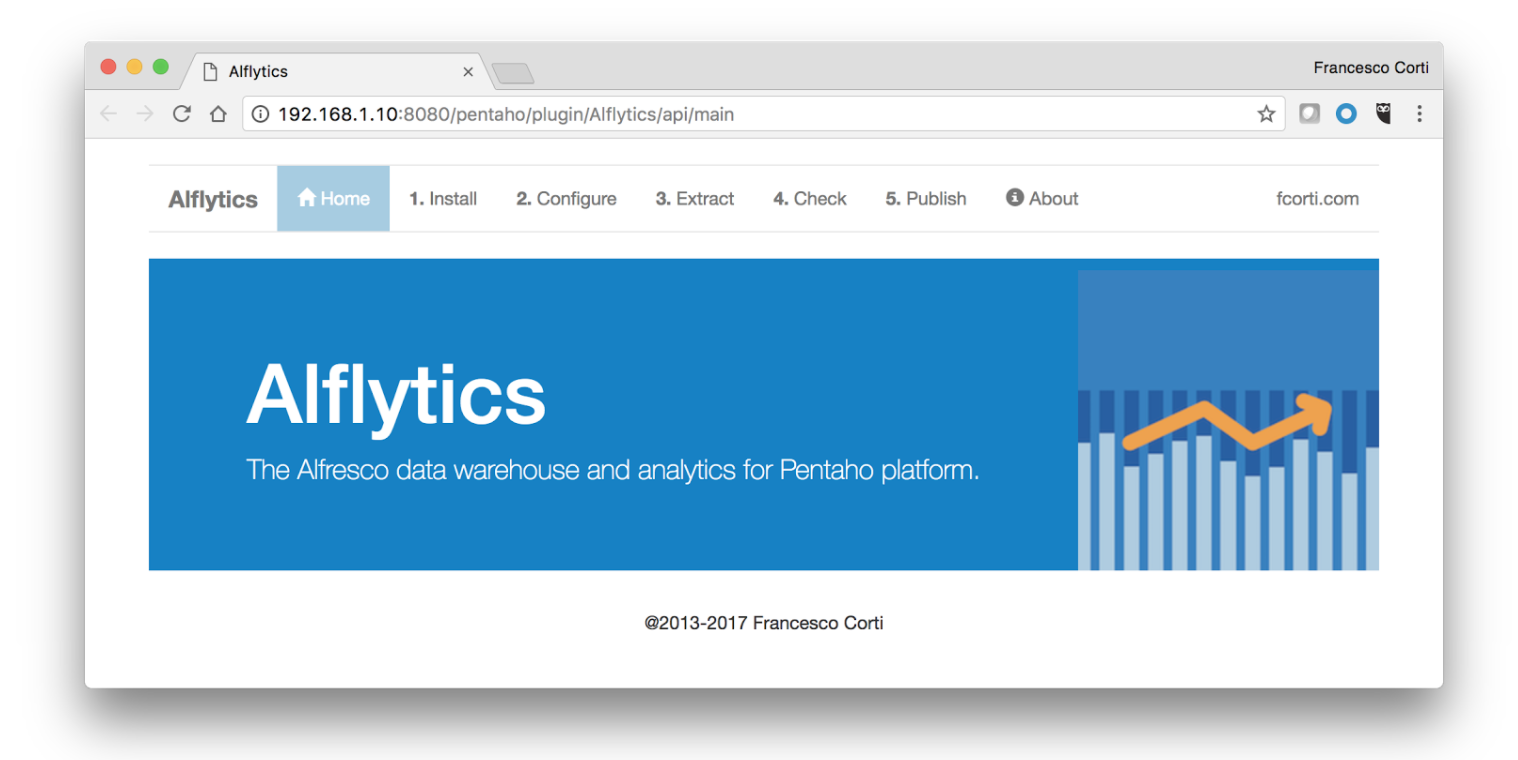 Alflytics
Francesco Corti
192.168.1.10:8080/pentaho/plugin/Alflytics/api/main
Alflytics Home 1. Install 2. Configure 3. Extract 4. Check 5. Publish About fcorti.com
Alflytics
The Alfresco data warehouse and analytics for Pentaho platform.
@2013-2017 Francesco Corti